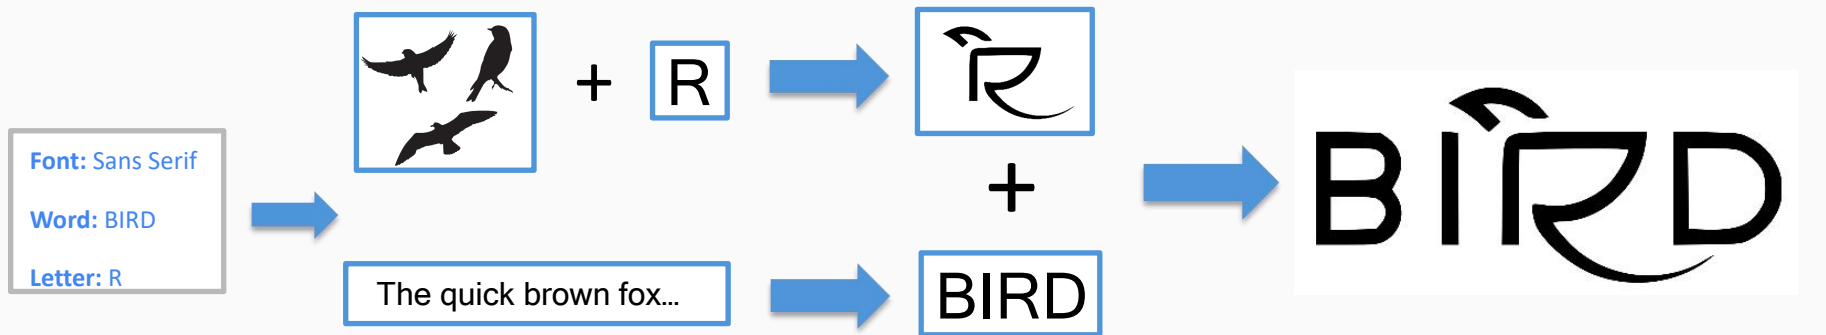 Font: Sans Serif
Word: BIRD
Letter: R
+ R
R
The quick brown fox...
+
BIRD
BIRD